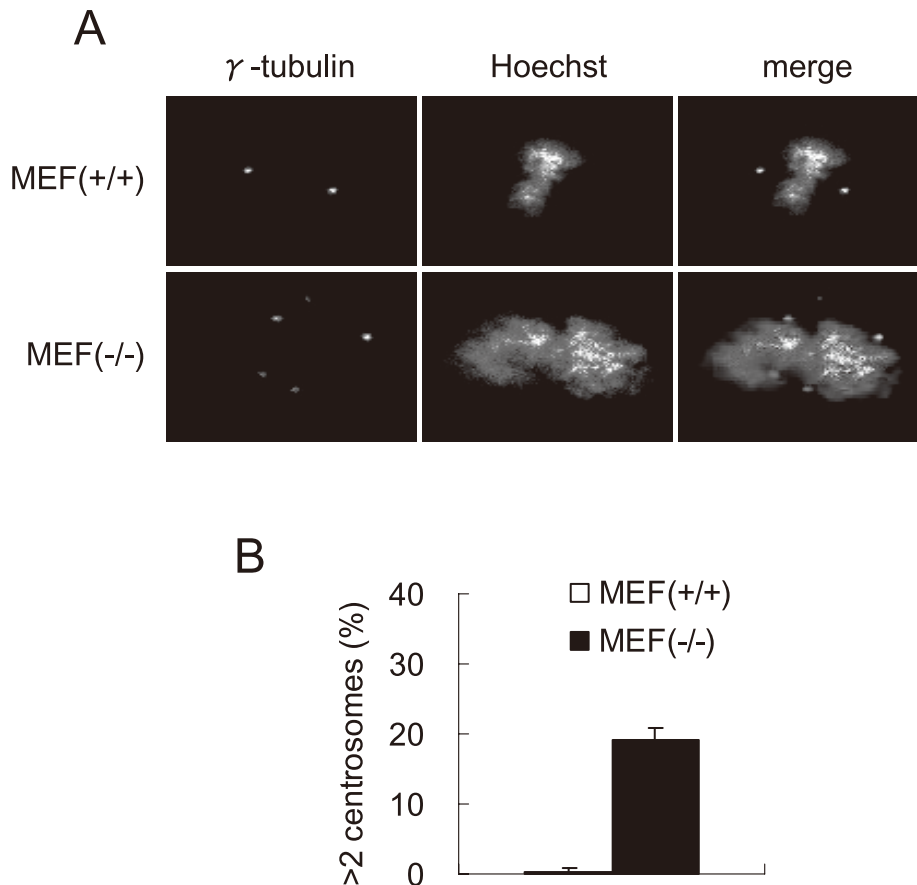 A
γ -tubulin Hoechst merge
MEF(+/+)
MEF(-/-)
B
>2 centrosomes (%)
40
30
20
10
0
MEF(+/+)
MEF(-/-)